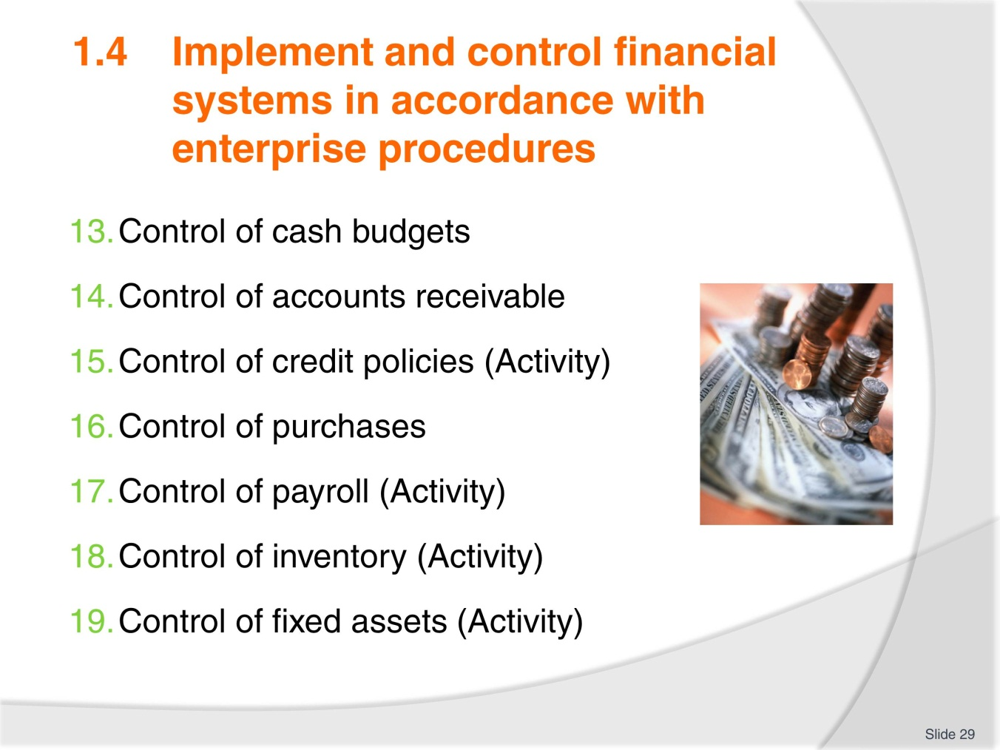 1.4 Implement and control financial
systems in accordance with
enterprise procedures
13. Control of cash budgets
14. Control of accounts receivable
15. Control of credit policies (Activity)
16. Control of purchases
17. Control of payroll (Activity)
18. Control of inventory (Activity)
19. Control of fixed assets (Activity)
Slide 29